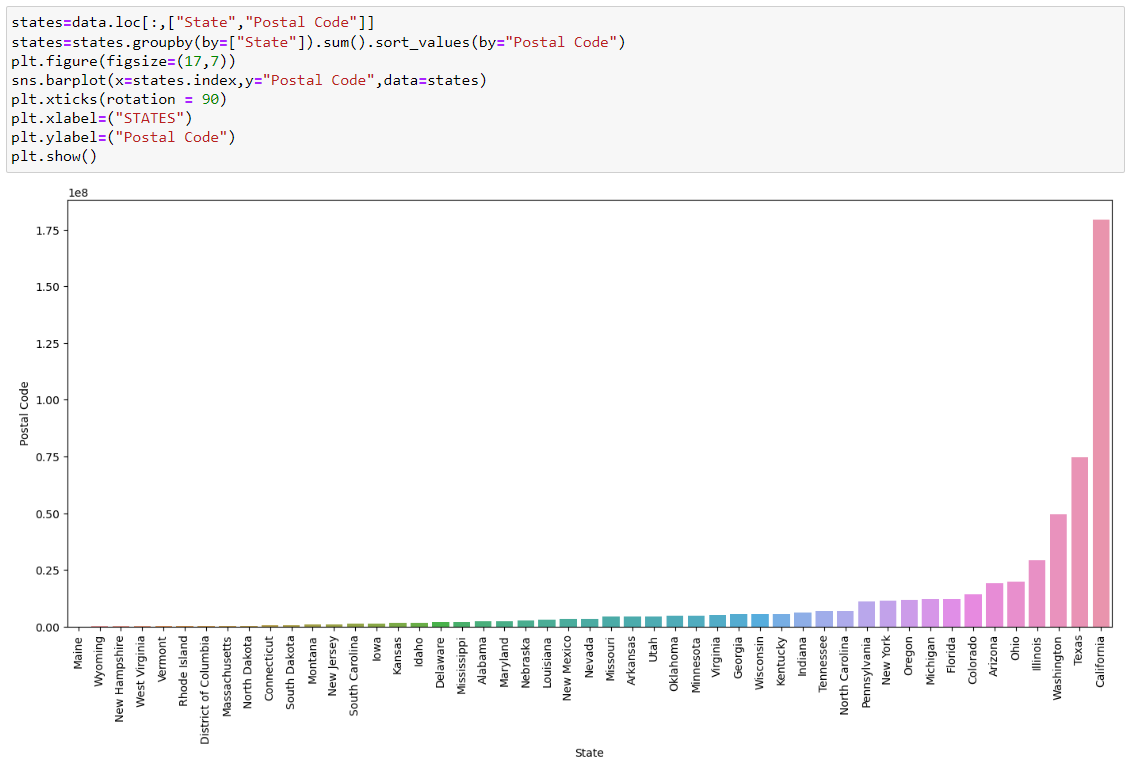 states=data.loc[:,["State","Postal Code"]]
states=states.groupby(by=["State"]).sum().sort_values(by="Postal Code")
plt.figure(figsize=(17,7))
sns.barplot(x=states.index,y="Postal Code",data=states)
plt.xticks(rotation = 90)
plt.xlabel=("STATES")
plt.ylabel=("Postal Code")
plt.show()
1e8
1.75
1.50
1.25
1.00
0.75
0.50
0.25
0.00
Postal Code
Maine
Wyoming
New Hampshire
West Virginia
Vermont
Rhode Island
District of Columbia
Massachusetts
North Dakota
Connecticut
South Dakota
Montana
New Jersey
South Carolina
Iowa
Kansas
Idaho
Delaware
Mississippi
Alabama
Maryland
Nebraska
Louisiana
New Mexico
Nevada
Missouri
Arkansas
Utah
Oklahoma
Minnesota
Virginia
Georgia
Wisconsin
Kentucky
Indiana
Tennessee
North Carolina
Pennsylvania
New York
Oregon
Michigan
Florida
Colorado
Arizona
Ohio
Illinois
Washington
Texas
California
State